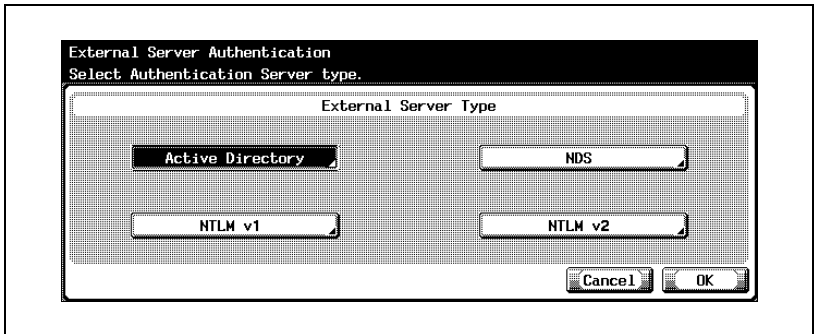 External Server Authentication
Select Authentication Server type.
External Server Type
Active Directory
NDS
NTLM v1
NTLM v2
Cancel
OK